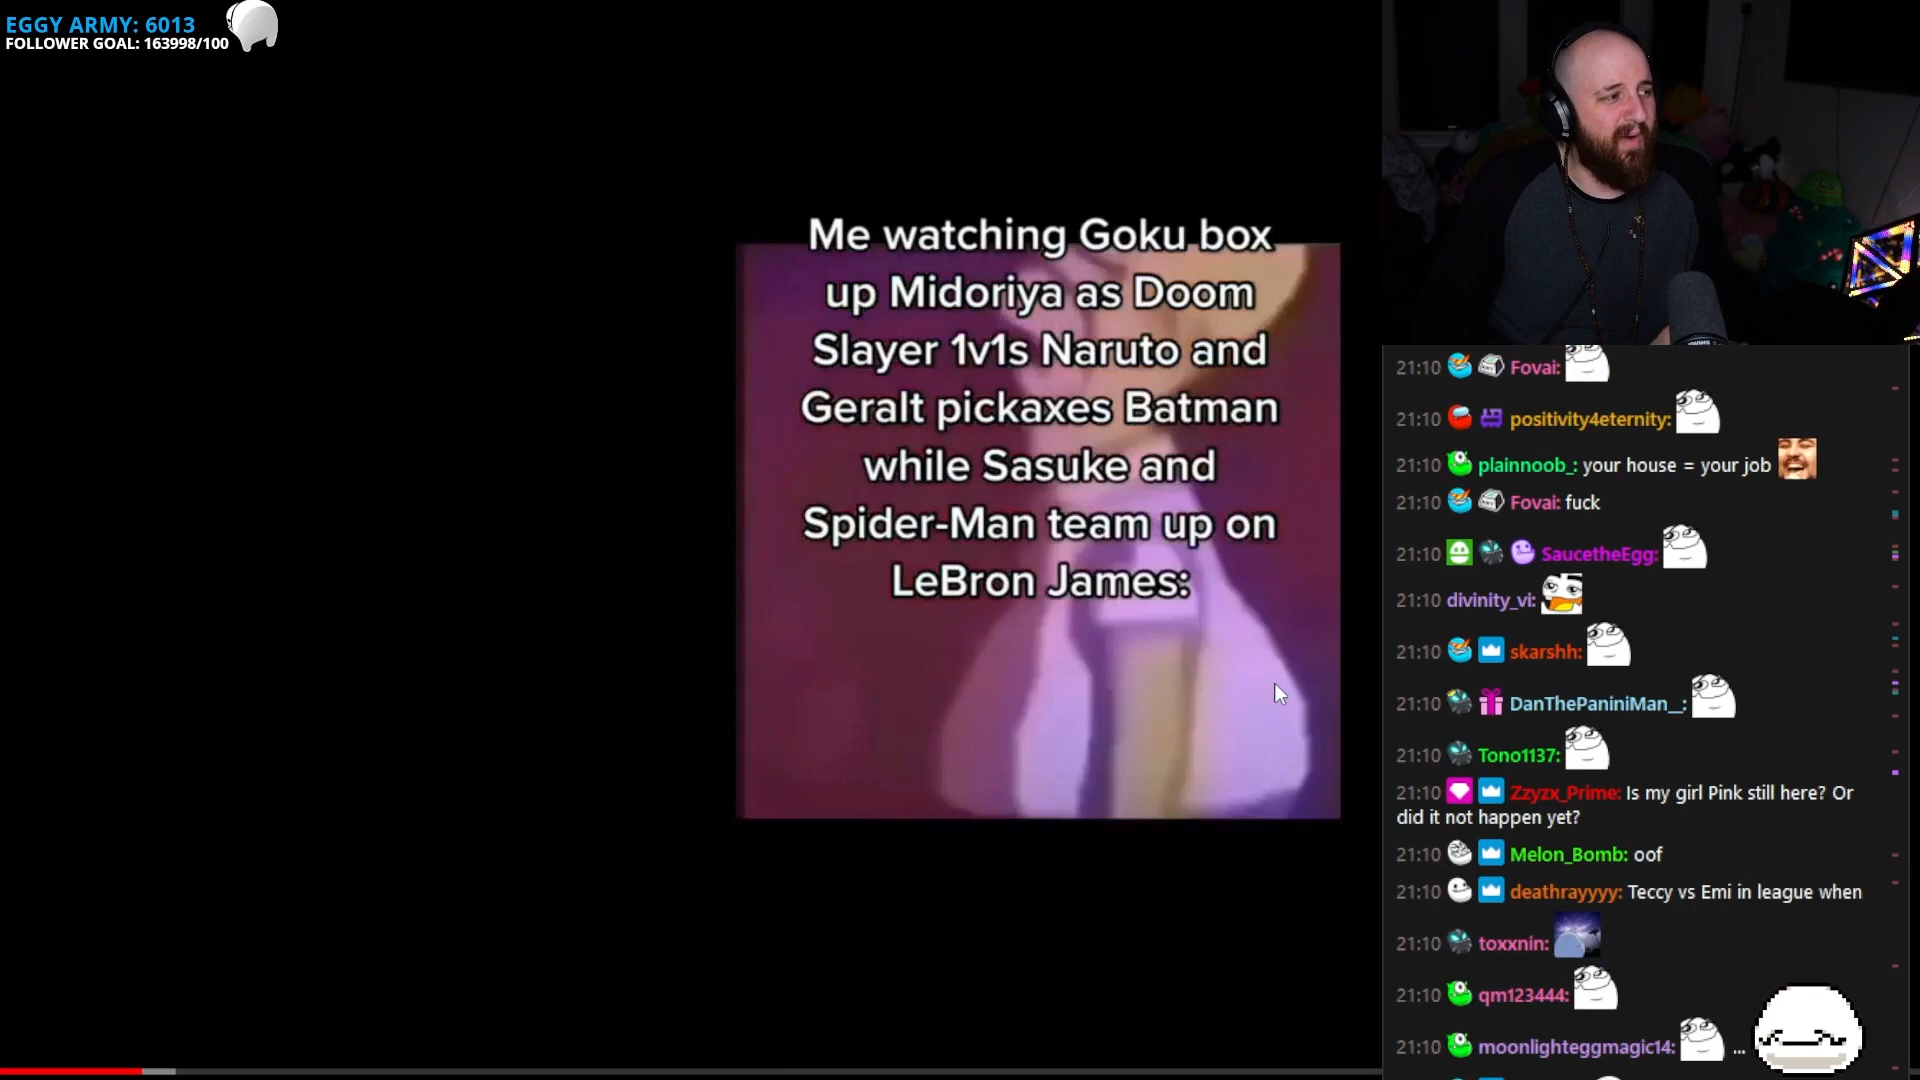 EGGY ARMY: 6013
FOLLOWER GOAL: 163998/100
Me watching Goku box
up Midoriya as Doom
Slayer 1v1s Naruto and
Geralt pickaxes Batman
while Sasuke and
Spider-Man team up on
LeBron James:
21:10 Fovai:
21:10 positivity4eternity:
21:10 plainnoob_: your house = your job
21:10 Fovai: fuck
21:10 SaucetheEgg:
21:10 divinity_vi:
21:10 skarshh:
21:10 DanThePaniniMan__:
21:10 Tono1137:
21:10 Zzyzx_Prime: Is my girl Pink still here? Or
did it not happen yet?
21:10 Melon_Bomb: oof
21:10 deathrayyyy: Teccy vs Emi in league when
21:10 toxxnin:
21:10 qm123444:
21:10 moonlighteggmagic14: ...